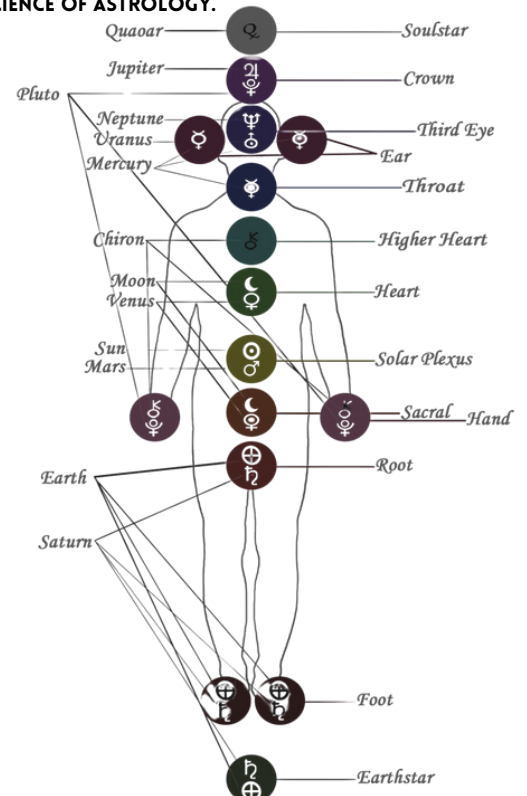 CIENCE OF ASTROLOGY.
Quaoar
Soulstar
Jupiter
Crown
Pluto
Neptune
Third Eye
Uranus
Ear
Mercury
Throat
Chiron
Higher Heart
Moon
Heart
Venus
Sun
Solar Plexus
Mars
Sacral
Hand
Root
Earth
Saturn
Foot
Earthstar